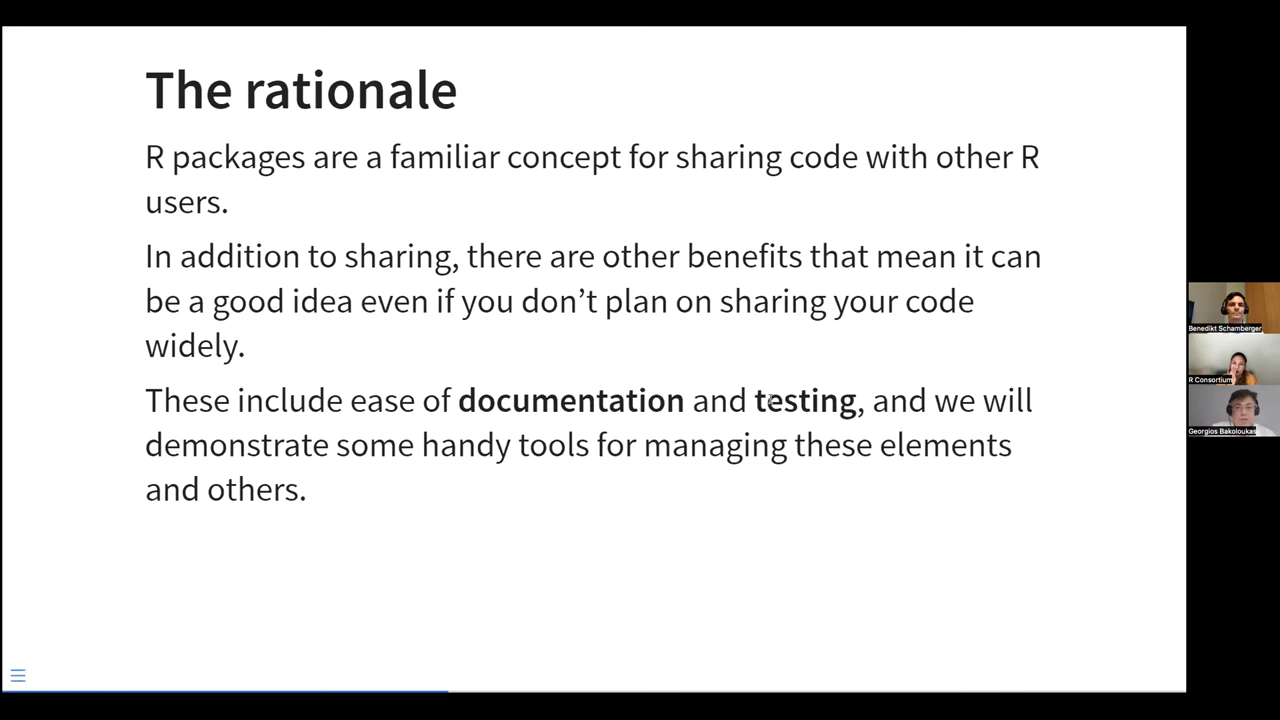 The rationale
R packages are a familiar concept for sharing code with other R
users.
In addition to sharing, there are other benefits that mean it can
be a good idea even if you don’t plan on sharing your code
widely.
These include ease of documentation and testing, and we will
demonstrate some handy tools for managing these elements
and others.
Benedikt Schamberger
R Consortium
Georgios Bakoloukas